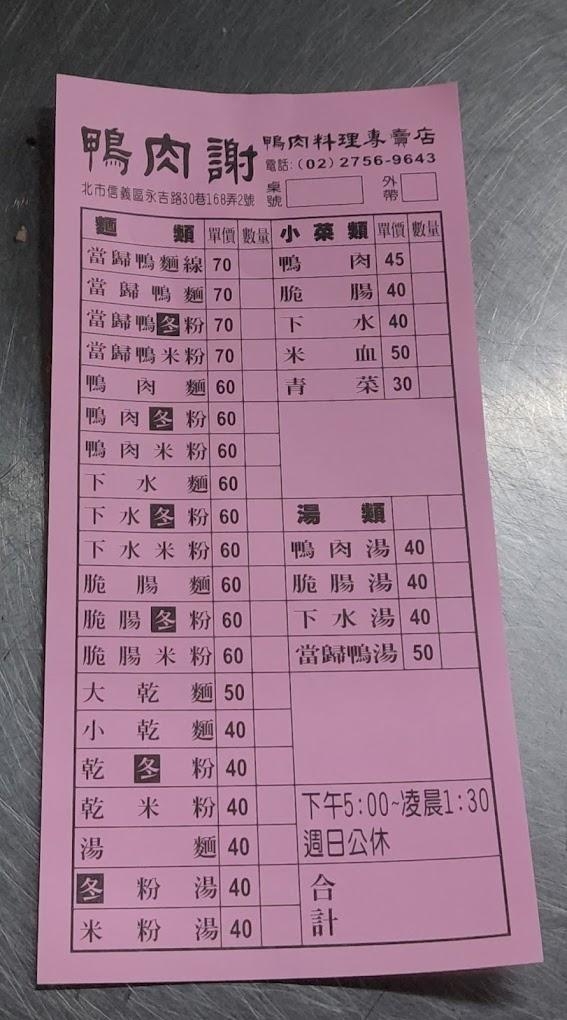 鴨肉謝 鴨肉料理專賣店
電話:(02)2756-9643
北市信義區永吉路30巷168弄2號 桌號 外帶
麵類 單價 數量
當歸鴨麵線 70
當歸鴨麵 70
當歸鴨冬粉 70
當歸鴨米粉 70
鴨肉麵 60
鴨肉冬粉 60
鴨肉米粉 60
下水麵 60
下水冬粉 60
下水米粉 60
脆腸麵 60
脆腸冬粉 60
脆腸米粉 60
大乾麵 50
小乾麵 40
乾冬粉 40
乾米粉 40
湯麵 40
冬粉湯 40
米粉湯 40
小菜類 單價 數量
鴨肉 45
脆腸 40
下水 40
米血 50
青菜 30
湯類
鴨肉湯 40
脆腸湯 40
下水湯 40
當歸鴨湯 50
下午5:00~凌晨1:30
週日公休
合計